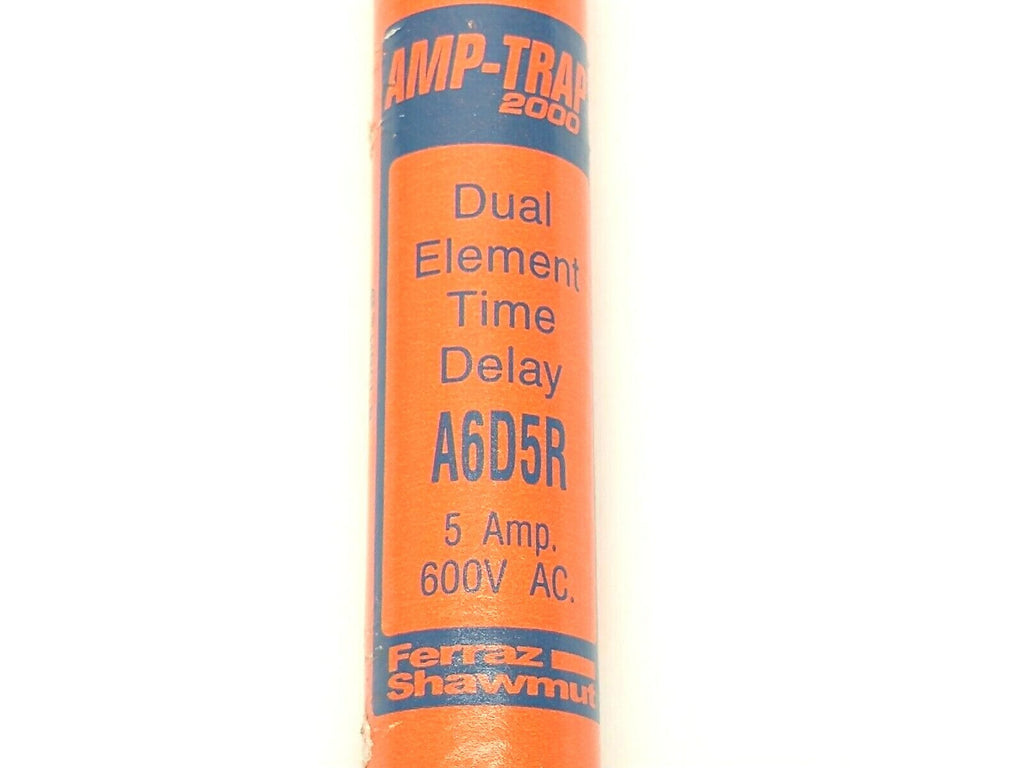 AMP-TRAP
2000
Dual
Element
Time
Delay
A6D5R
5 Amp.
600V AC.
Ferraz
Shawmut